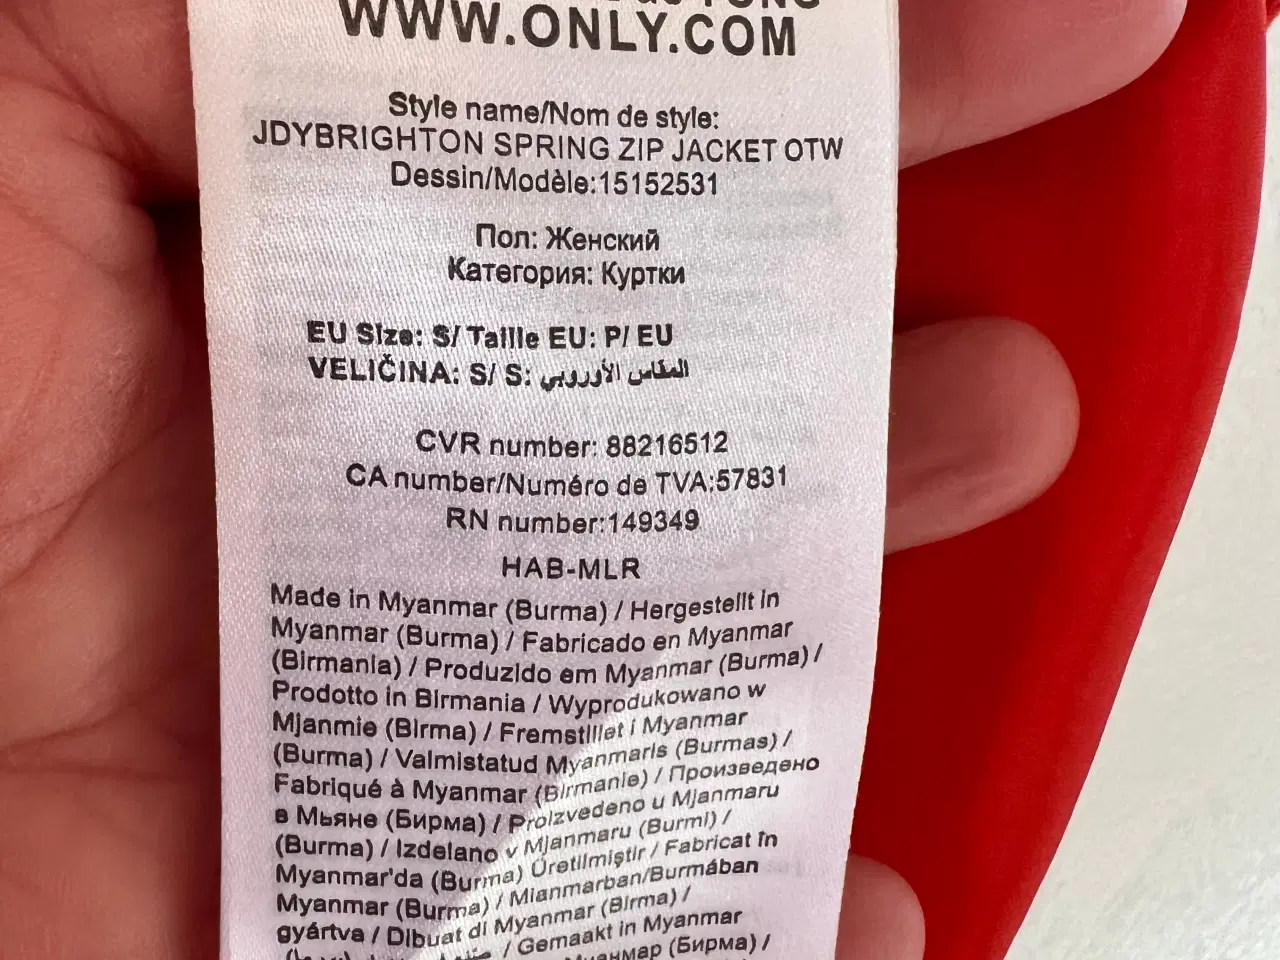 WWW.ONLY.COM
Style name/Nom de style:
JDYBRIGHTON SPRING ZIP JACKET OTW
Dessin/Modèle:15152531
Пол: Женский
Категория: Куртки
EU Size: S/ Taille EU: P/ EU
VELIČINA: S/ S: المقاس الأوروبي
CVR number: 88216512
CA number/Numéro de TVA:57831
RN number:149349
HAB-MLR
Made in Myanmar (Burma) / Hergestellt in
Myanmar (Burma) / Fabricado en Myanmar
(Birmania) / Produzido em Myanmar (Burma) /
Prodotto in Birmania / Wyprodukowano w
Mjanmie (Birma) / Fremstillet i Myanmar
(Burma) / Valmistatud Myanmaris (Burmas) /
Fabriqué à Myanmar (Birmanie) / Произведено
в Мьяне (Бирма) / Proizvedeno u Mjanmaru
(Burma) / Izdelano v Mjanmaru (Burmi) /
Myanmar'da (Burma) Üretilmiştir / Fabricat în
Myanmar (Burma) / Mianmarban/Burmában
gyártva / Dibuat di Myanmar (Birma) /
/ Gemaakt in Myanmar
(Бирма) /